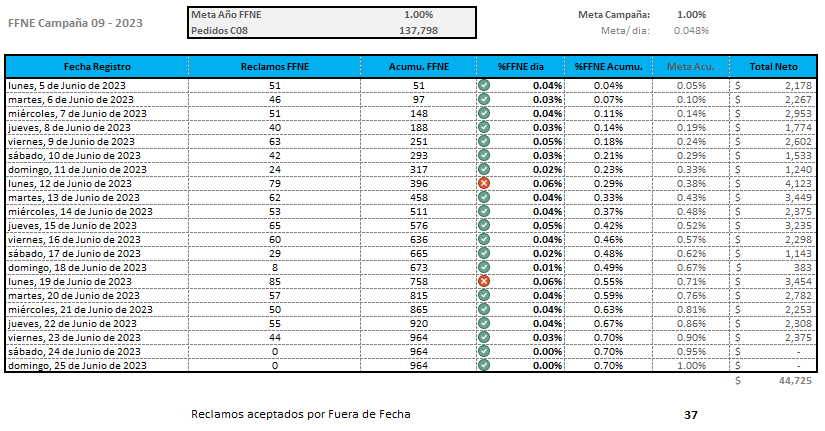 FFNE Campaña 09 - 2023
Meta Año FFNE 1.00%
Pedidos C08 137,798
Meta Campaña: 1.00%
Meta/ dia: 0.048%
Fecha Registro Reclamos FFNE Acumu. FFNE %FFNE dia %FFNE Acumu. Meta Acu. Total Neto
lunes, 5 de Junio de 2023 51 51 0.04% 0.04% 0.05% $ 2,178
martes, 6 de Junio de 2023 46 97 0.03% 0.07% 0.10% $ 2,267
miércoles, 7 de Junio de 2023 51 148 0.04% 0.11% 0.14% $ 2,953
jueves, 8 de Junio de 2023 40 188 0.03% 0.14% 0.19% $ 1,774
viernes, 9 de Junio de 2023 63 251 0.05% 0.18% 0.24% $ 2,602
sábado, 10 de Junio de 2023 42 293 0.03% 0.21% 0.29% $ 1,533
domingo, 11 de Junio de 2023 24 317 0.02% 0.23% 0.33% $ 1,240
lunes, 12 de Junio de 2023 79 396 0.06% 0.29% 0.38% $ 4,123
martes, 13 de Junio de 2023 62 458 0.04% 0.33% 0.43% $ 3,449
miércoles, 14 de Junio de 2023 53 511 0.04% 0.37% 0.48% $ 2,375
jueves, 15 de Junio de 2023 65 576 0.05% 0.42% 0.52% $ 3,235
viernes, 16 de Junio de 2023 60 636 0.04% 0.46% 0.57% $ 2,298
sábado, 17 de Junio de 2023 29 665 0.02% 0.48% 0.62% $ 1,143
domingo, 18 de Junio de 2023 8 673 0.01% 0.49% 0.67% $ 383
lunes, 19 de Junio de 2023 85 758 0.06% 0.55% 0.71% $ 3,454
martes, 20 de Junio de 2023 57 815 0.04% 0.59% 0.76% $ 2,782
miércoles, 21 de Junio de 2023 50 865 0.04% 0.63% 0.81% $ 2,253
jueves, 22 de Junio de 2023 55 920 0.04% 0.67% 0.86% $ 2,308
viernes, 23 de Junio de 2023 44 964 0.03% 0.70% 0.90% $ 2,375
sábado, 24 de Junio de 2023 0 964 0.00% 0.70% 0.95% $ -
domingo, 25 de Junio de 2023 0 964 0.00% 0.70% 1.00% $ -
$ 44,725
Reclamos aceptados por Fuera de Fecha 37